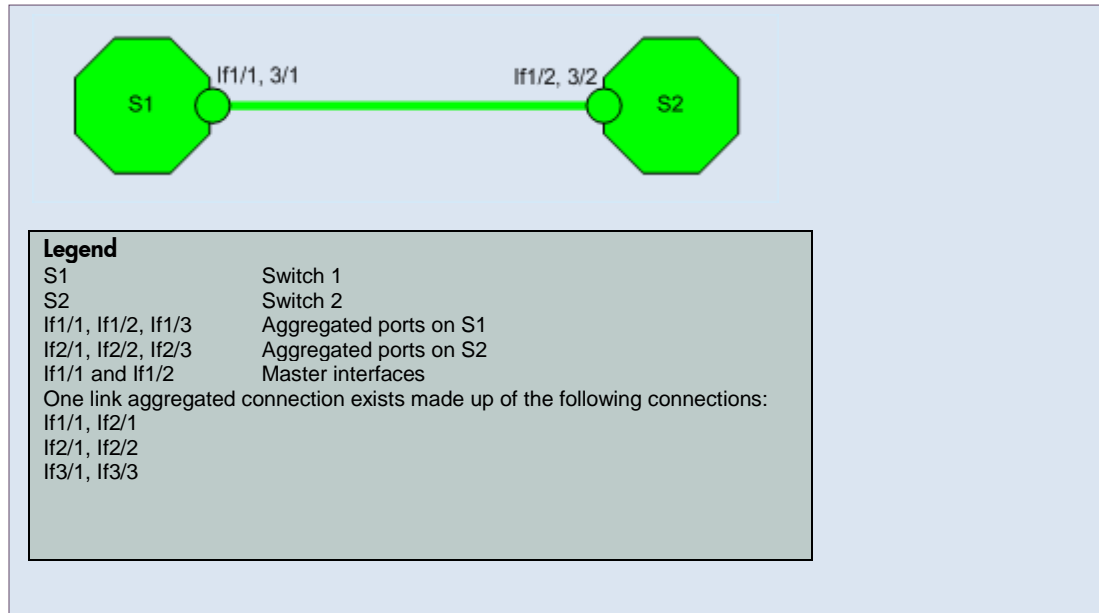 If1/1, 3/1
If1/2, 3/2
S1
S2
Legend
S1 Switch 1
S2 Switch 2
If1/1, If1/2, If1/3 Aggregated ports on S1
If2/1, If2/2, If2/3 Aggregated ports on S2
If1/1 and If1/2 Master interfaces
One link aggregated connection exists made up of the following connections:
If1/1, If2/1
If2/1, If2/2
If3/1, If3/3